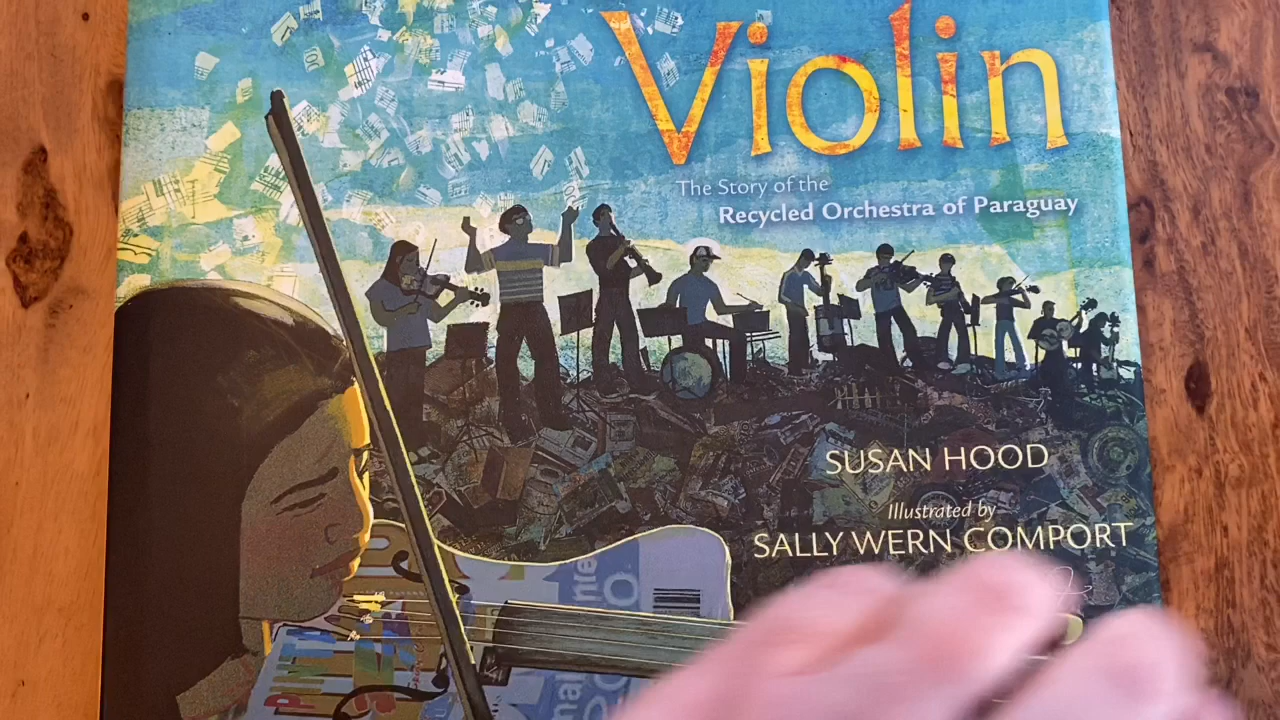 Violin
The Story of the
Recycled Orchestra of Paraguay
SUSAN HOOD
Illustrated by
SALLY WERN COMPORT